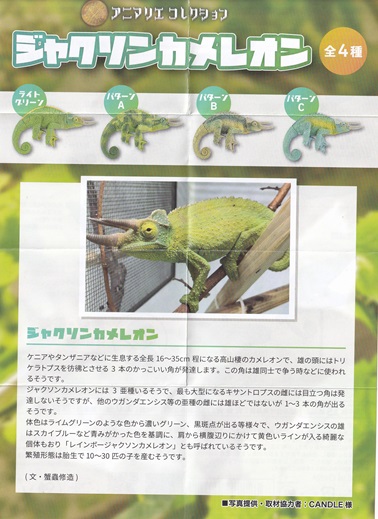 アニマリエ コレクション
ジャクソンカメレオン
全4種
ライト
グリーン
パターン
A
パターン
B
パターン
C
ジャクソンカメレオン
ケニアやタンザニアなどに生息する全長 16〜35cm 程になる高山棲のカメレオンで、雄の頭にはトリ
ケラトプスを彷彿とさせる 3 本のかっこいい角が発達します。この角は雄同士で争う時などに使われ
るそうです。
ジャクソンカメレオンには 3 亜種いるそうで、最も大型になるキサントロプスの雌には目立つ角は発
達しないそうですが、他のウガンダエンシス等の亜種の雌には雄ほどではないが 1〜3 本の角が出る
そうです。
体色はライムグリーンのような色から濃いグリーン、黒斑点が出る等様々で、ウガンダエンシスの雄
はスカイブルーなど青みがかった色を基調に、肩から横腹辺りにかけて黄色いラインが入る綺麗な
個体もおり「レインボージャクソンカメレオン」とも呼ばれているそうです。
繁殖形態は胎生で 10〜30 匹の子を産むそうです。
( 文・蟹蟲修造 )
■写真提供・取材協力者：CANDLE 様